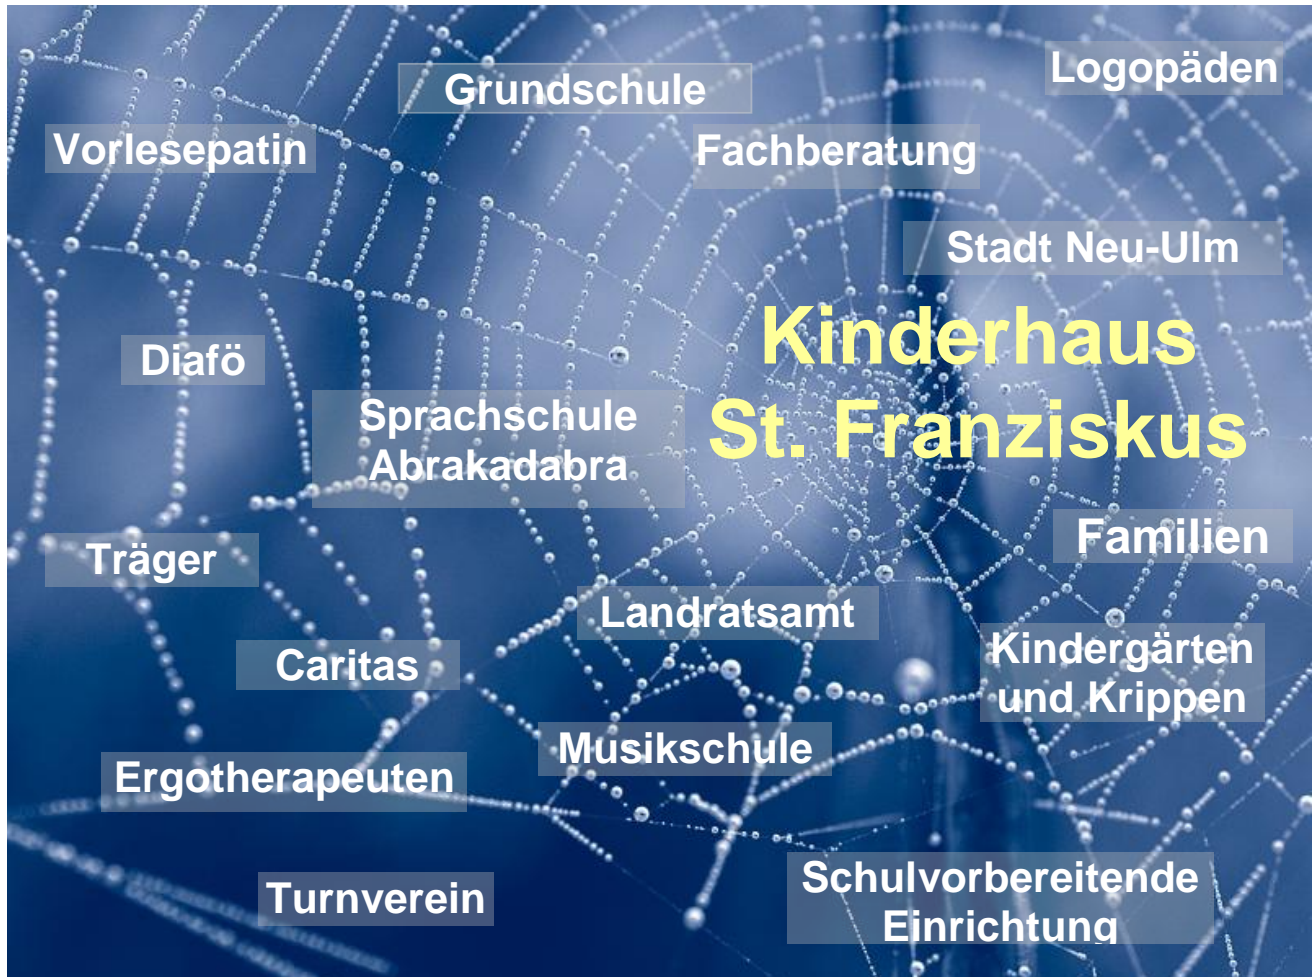 Logopäden
Grundschule
Vorlesepatin
Fachberatung
Stadt Neu-Ulm
Kinderhaus
St. Franziskus
Diafö
Sprachschule
Abrakadabra
Familien
Träger
Landratsamt
Kindergärten
und Krippen
Caritas
Musikschule
Ergotherapeuten
Schulvorbereitende
Einrichtung
Turnverein